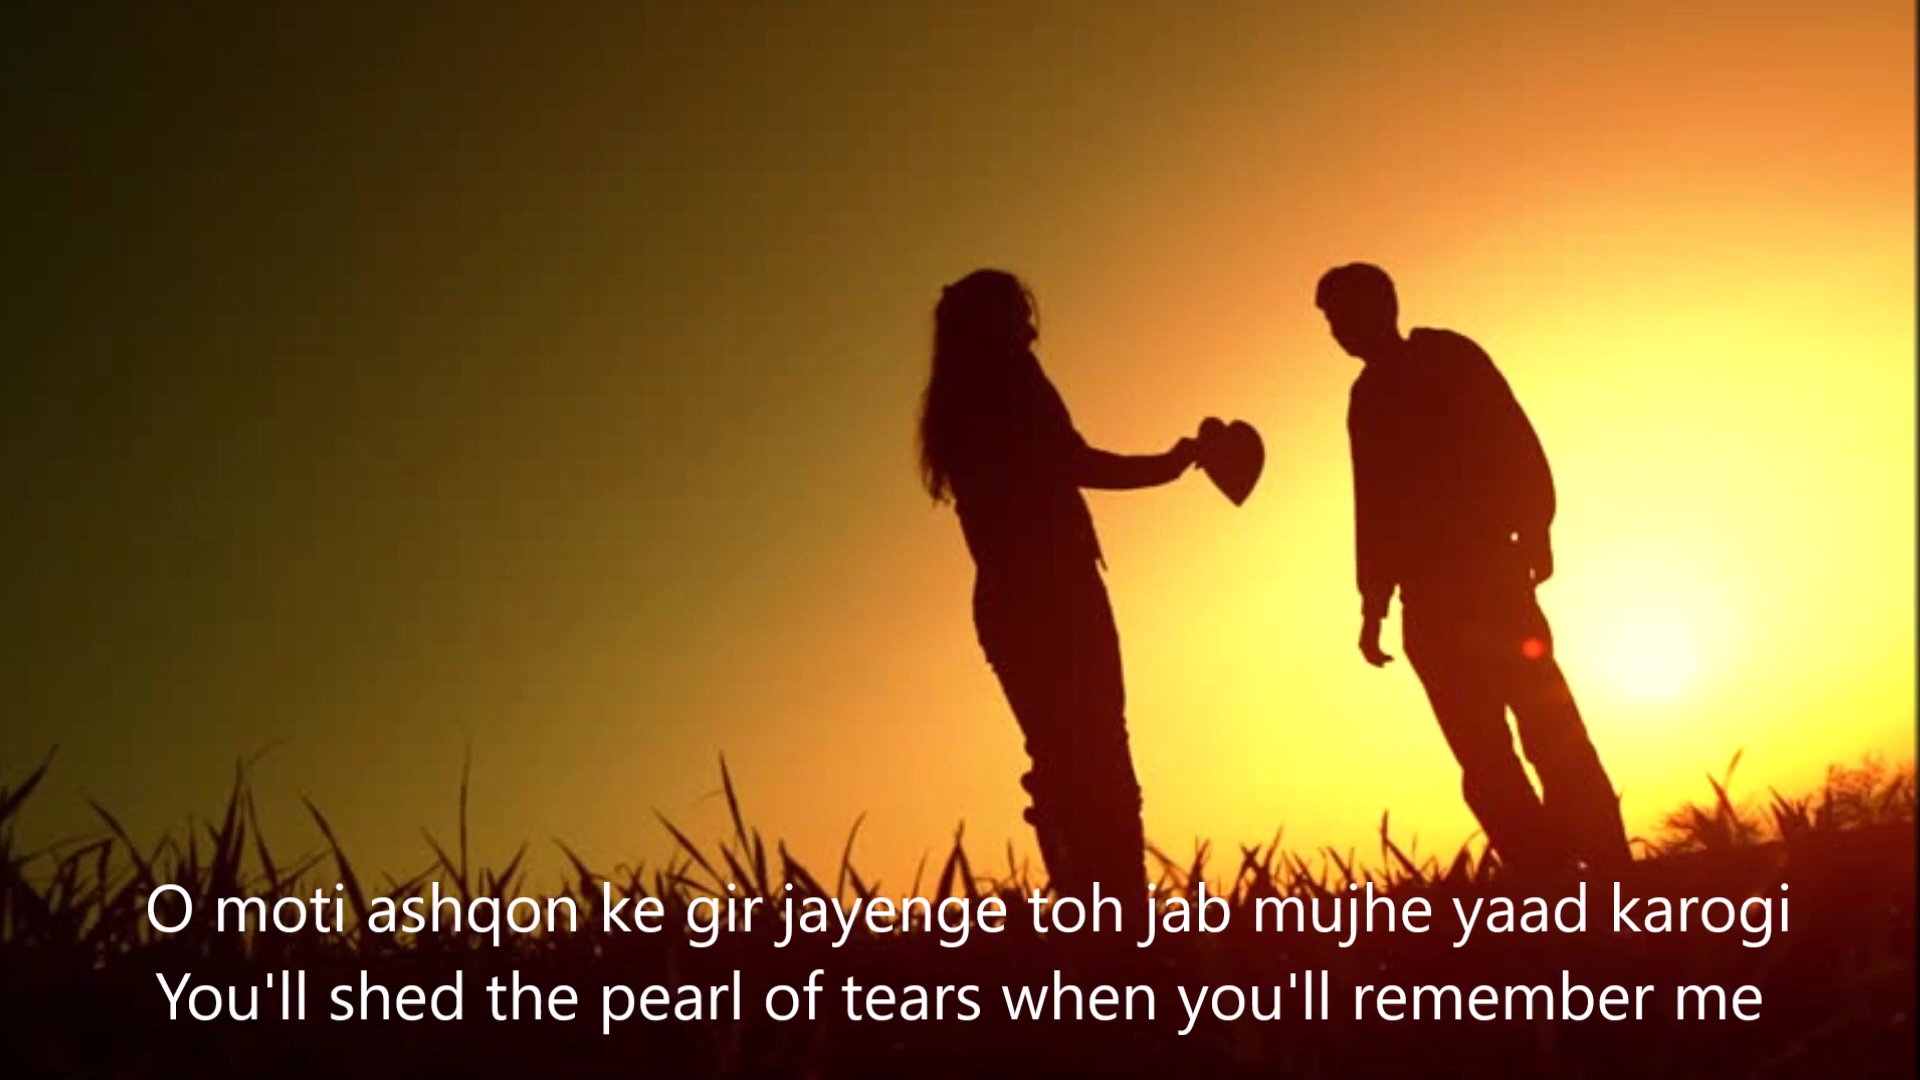 O moti ashqon ke gir jayenge toh jab mujhe yaad karogi
You'll shed the pearl of tears when you'll remember me